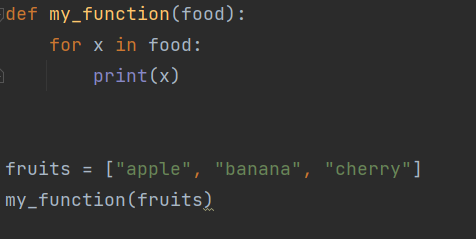 def my_function(food):
    for x in food:
        print(x)
fruits = ["apple", "banana", "cherry"]
my_function(fruits)